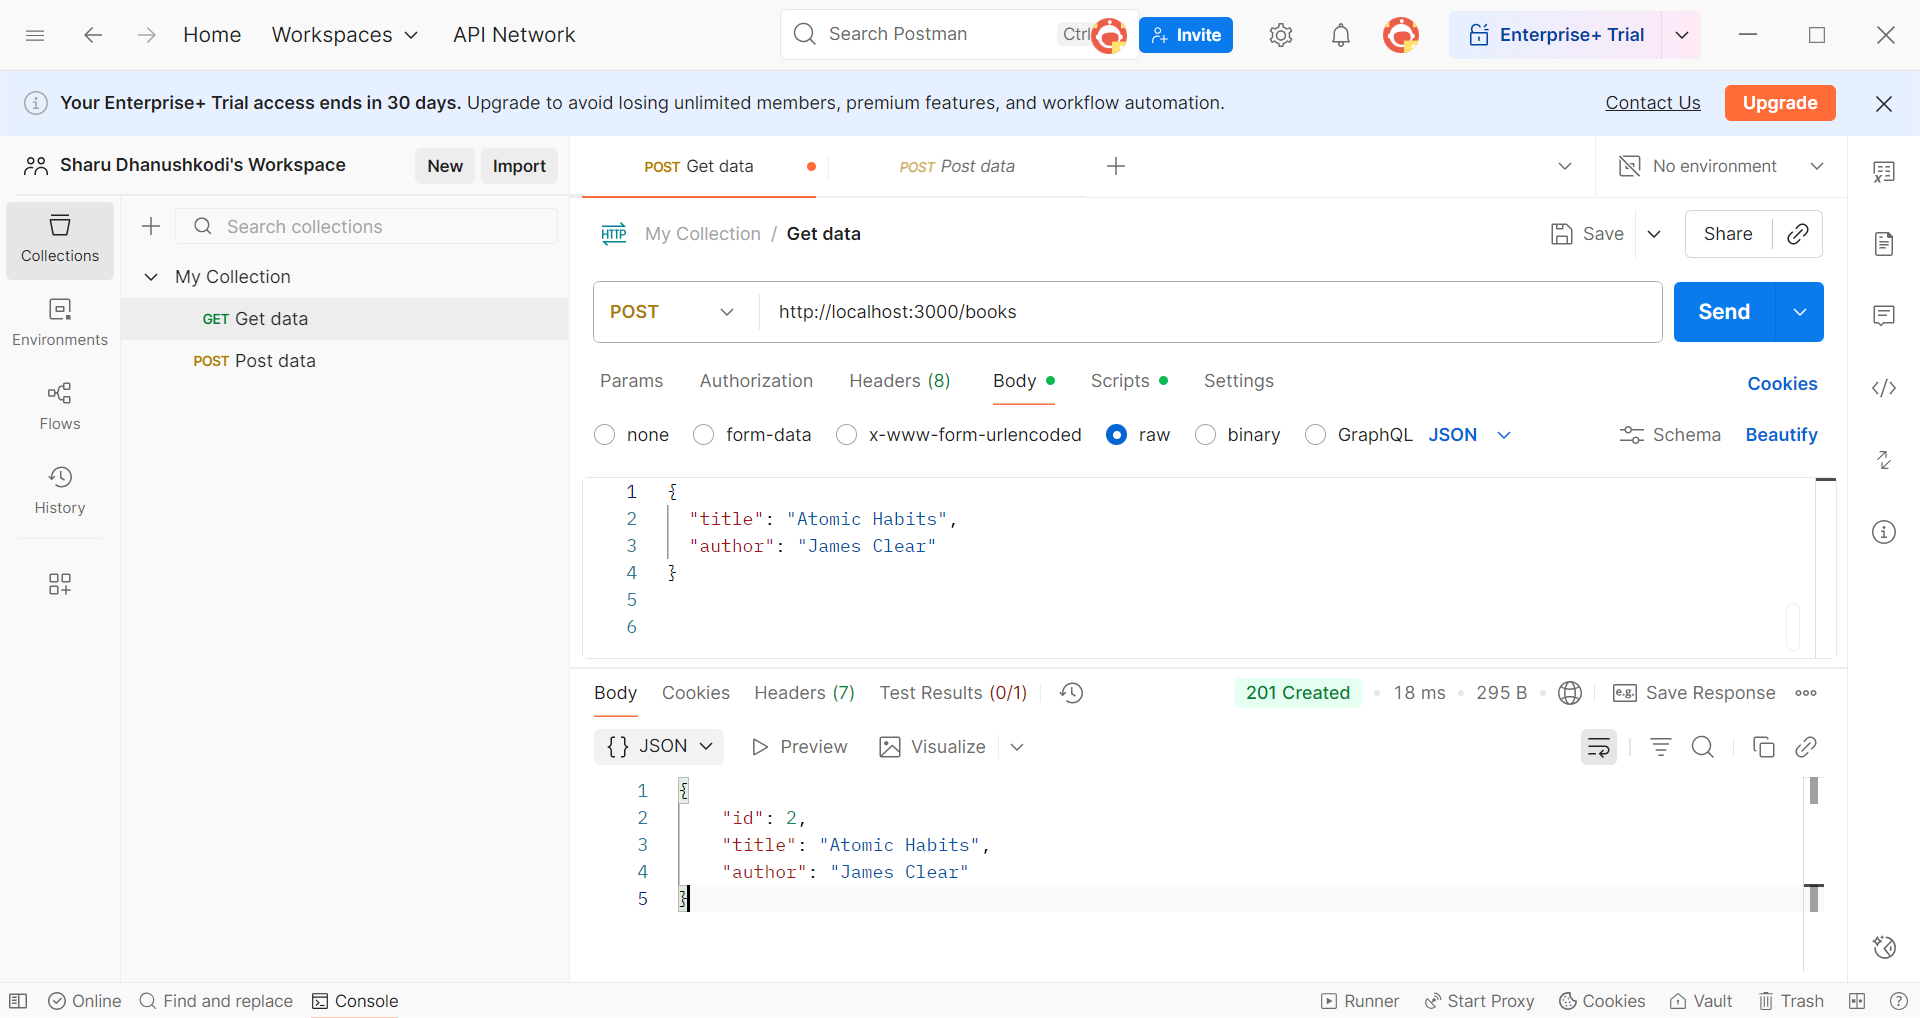 Home Workspaces API Network Search Postman Ctrl Invite Enterprise+ Trial
Your Enterprise+ Trial access ends in 30 days. Upgrade to avoid losing unlimited members, premium features, and workflow automation. Contact Us Upgrade
Sharu Dhanushkodi's Workspace New Import
POST Get data POST Post data No environment
Collections
Environments
Flows
History
Search collections
My Collection
GET Get data
POST Post data
HTTP My Collection / Get data Save Share
POST http://localhost:3000/books Send
Params Authorization Headers (8) Body Scripts Settings Cookies
none form-data x-www-form-urlencoded raw binary GraphQL JSON Schema Beautify
1 {
2 "title": "Atomic Habits",
3 "author": "James Clear"
4 }
5
6
Body Cookies Headers (7) Test Results (0/1) 201 Created 18 ms 295 B e.g. Save Response
{} JSON Preview Visualize
1 {
2 "id": 2,
3 "title": "Atomic Habits",
4 "author": "James Clear"
5 }
Online Find and replace Console Runner Start Proxy Cookies Vault Trash